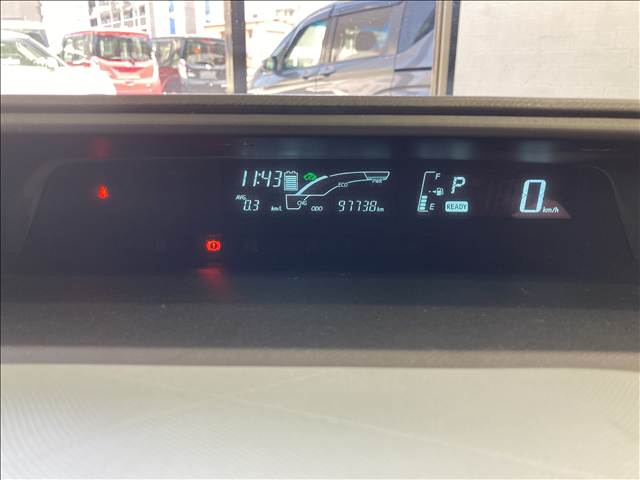 11:43
ECO
PWR
AVG
0.3 km/L
CHG ODO 97738 km
F
E
P
READY
0 km/h